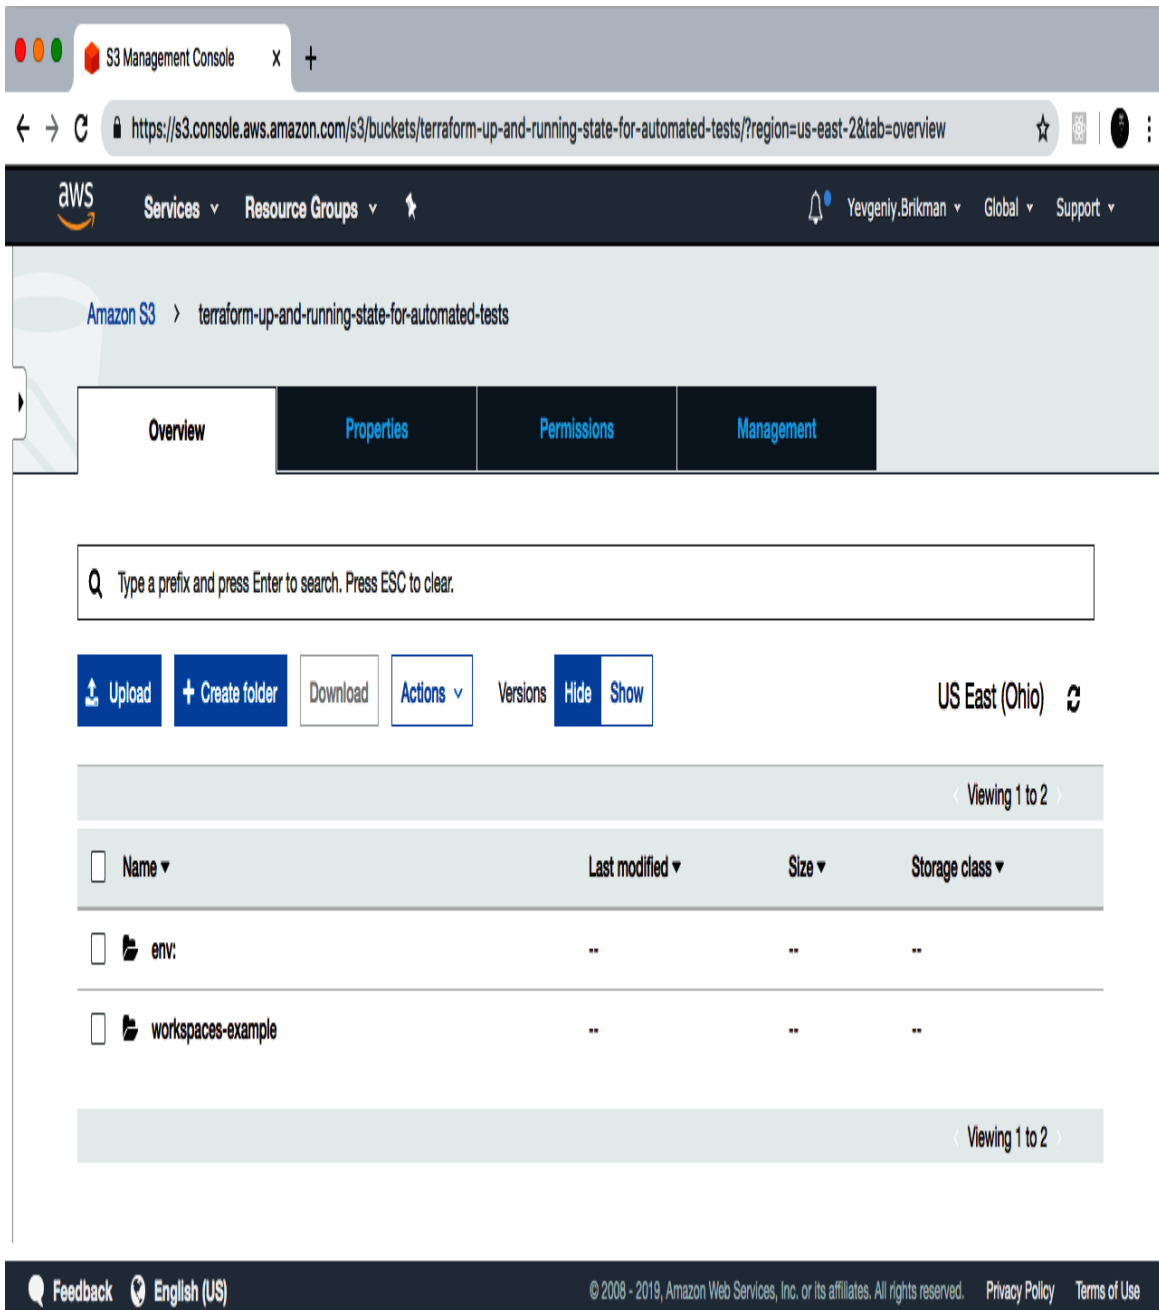 S3 Management Console x +
https://s3.console.aws.amazon.com/s3/buckets/terraform-up-and-running-state-for-automated-tests/?region=us-east-2&tab=overview
aws Services Resource Groups Yevgeniy.Brikman Global Support
Amazon S3 > terraform-up-and-running-state-for-automated-tests
Overview Properties Permissions Management
Type a prefix and press Enter to search. Press ESC to clear.
Upload + Create folder Download Actions Versions Hide Show US East (Ohio)
Viewing 1 to 2
Name Last modified Size Storage class
env: -- -- --
workspaces-example -- -- --
Viewing 1 to 2
Feedback English (US) © 2008 - 2019, Amazon Web Services, Inc. or its affiliates. All rights reserved. Privacy Policy Terms of Use